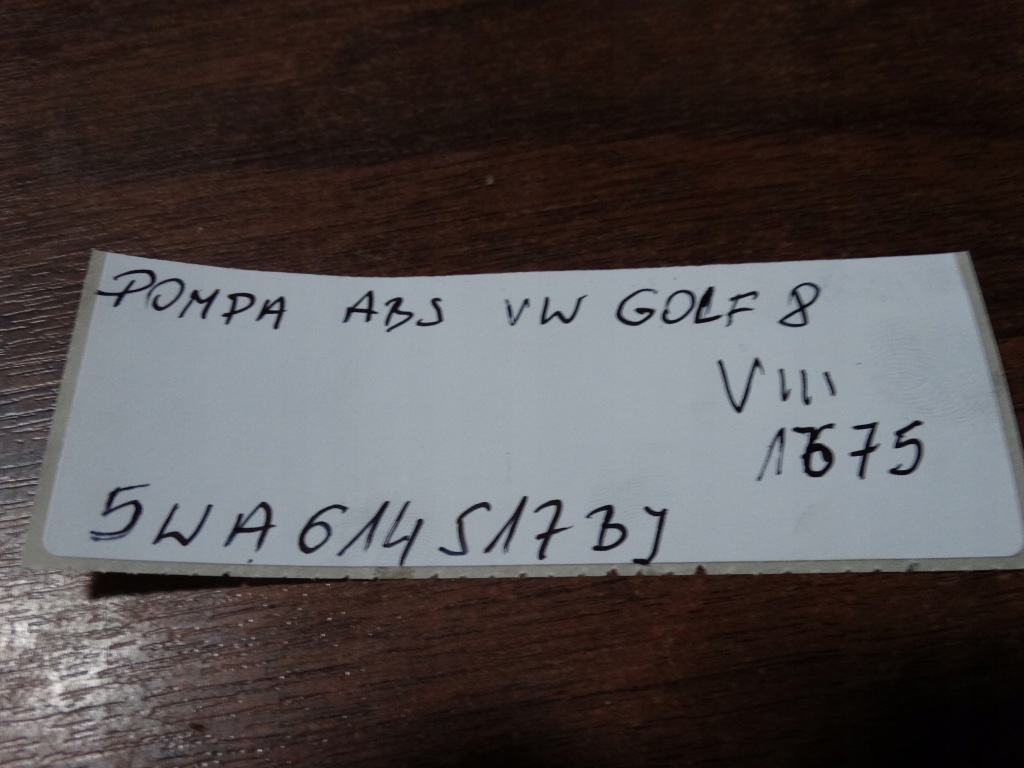 POMPA ABS VW GOLF 8
VIII
1675
5WA614517BJ